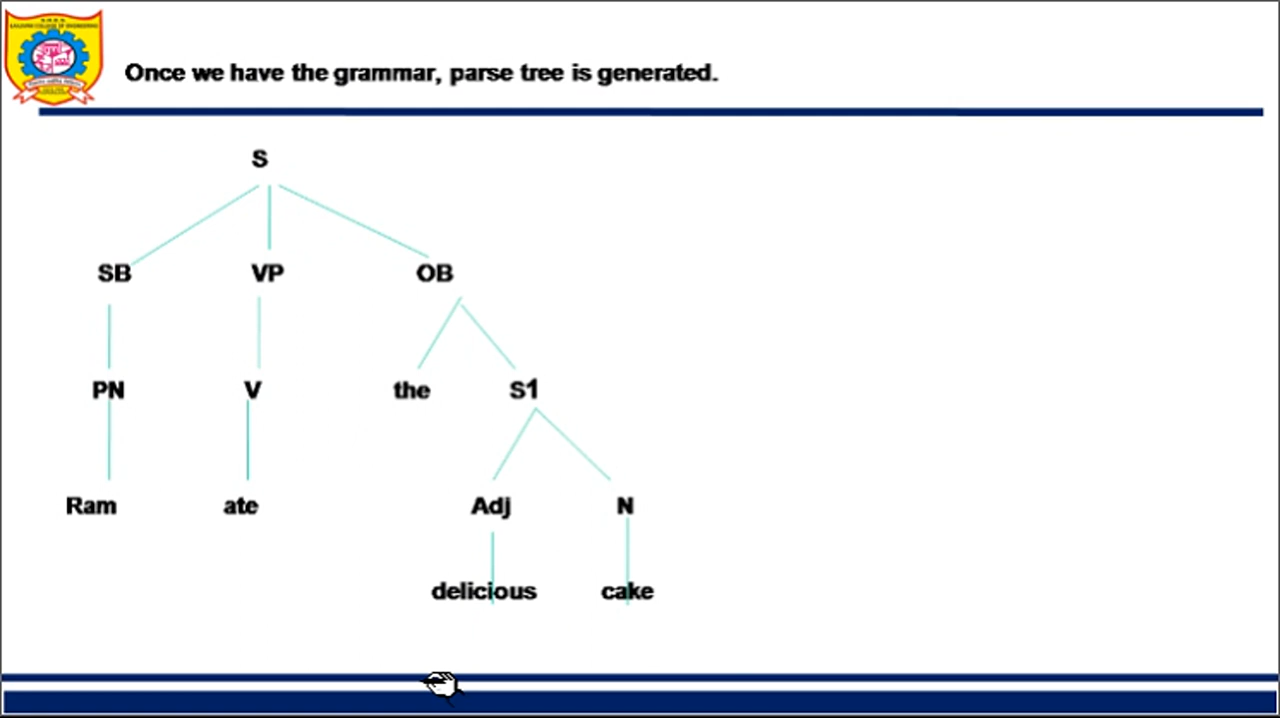 Once we have the grammar, parse tree is generated.
S
SB VP OB
PN V the S1
Ram ate Adj N
delicious cake